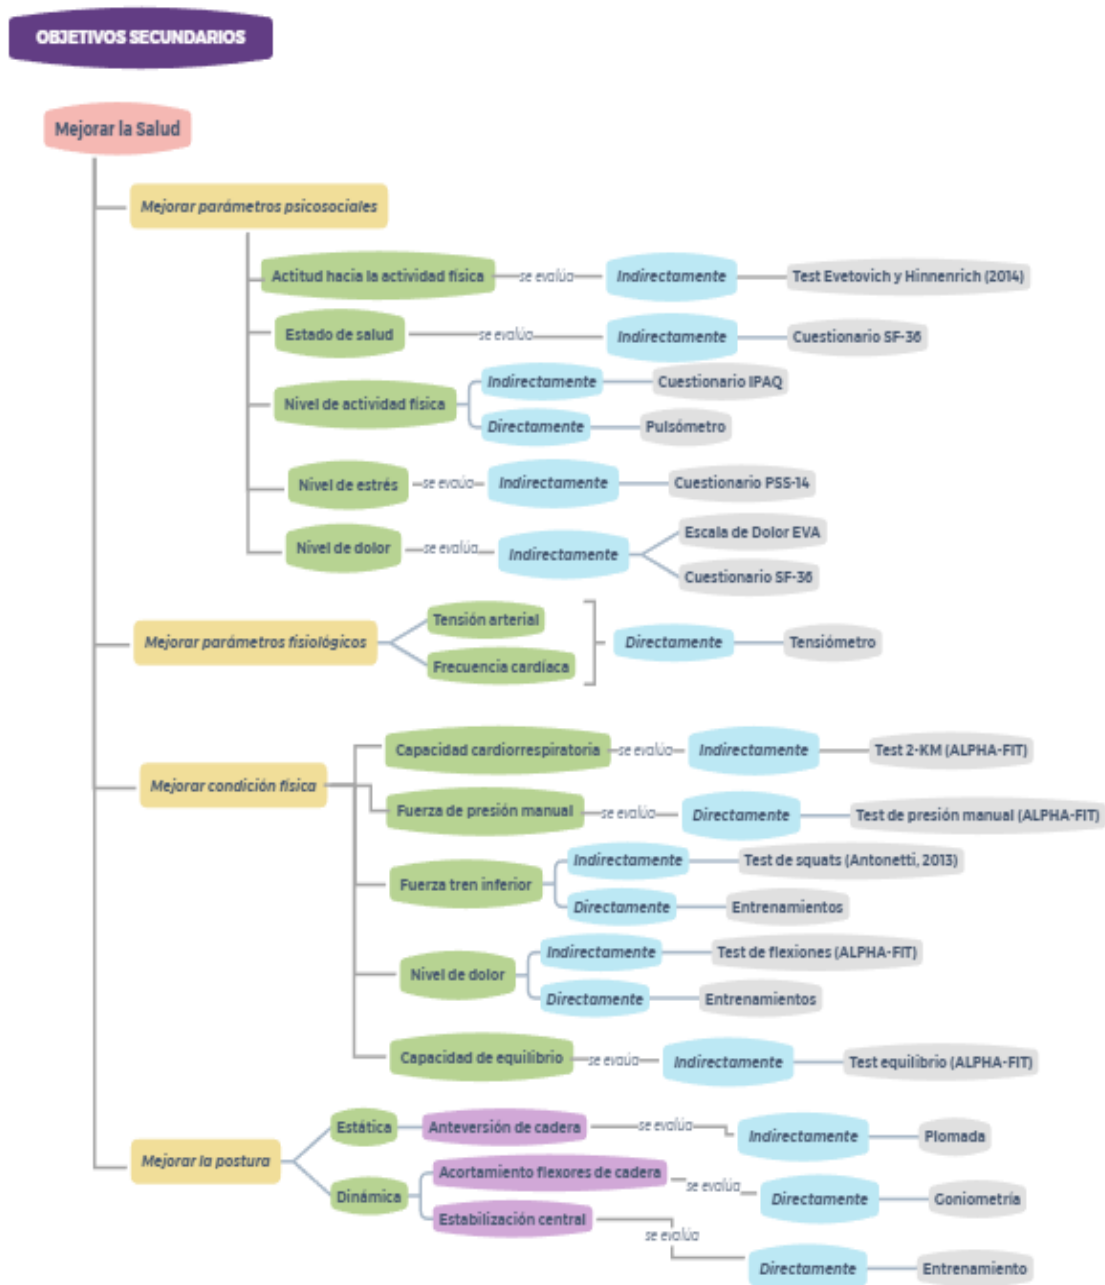 OBJETIVOS SECUNDARIOS
Mejorar la Salud
Mejorar parámetros psicosociales
Actitud hacia la actividad física se evalúa Indirectamente Test Evetovich y Hinnenrich (2014)
Estado de salud se evalúa Indirectamente Cuestionario SF-36
Nivel de actividad física
Indirectamente Cuestionario IPAQ
Directamente Pulsómetro
Nivel de estrés se evaúa Indirectamente Cuestionario PSS-14
Nivel de dolor se evalúa Indirectamente
Escala de Dolor EVA
Cuestionario SF-36
Mejorar parámetros fisiológicos
Tensión arterial
Frecuencia cardíaca
Directamente Tensiómetro
Mejorar condición física
Capacidad cardiorrespiratoria se evalúa Indirectamente Test 2-KM (ALPHA-FIT)
Fuerza de presión manual se evalúa Directamente Test de presión manual (ALPHA-FIT)
Fuerza tren inferior
Indirectamente Test de squats (Antonetti, 2013)
Directamente Entrenamientos
Nivel de dolor
Indirectamente Test de flexiones (ALPHA-FIT)
Directamente Entrenamientos
Capacidad de equilibrio se evaúa Indirectamente Test equilibrio (ALPHA-FIT)
Mejorar la postura
Estática Anteversión de cadera se evalúa Indirectamente Plomada
Dinámica
Acortamiento flexores de cadera se evalúa Directamente Goniometría
Estabilización central se evalúa Directamente Entrenamiento